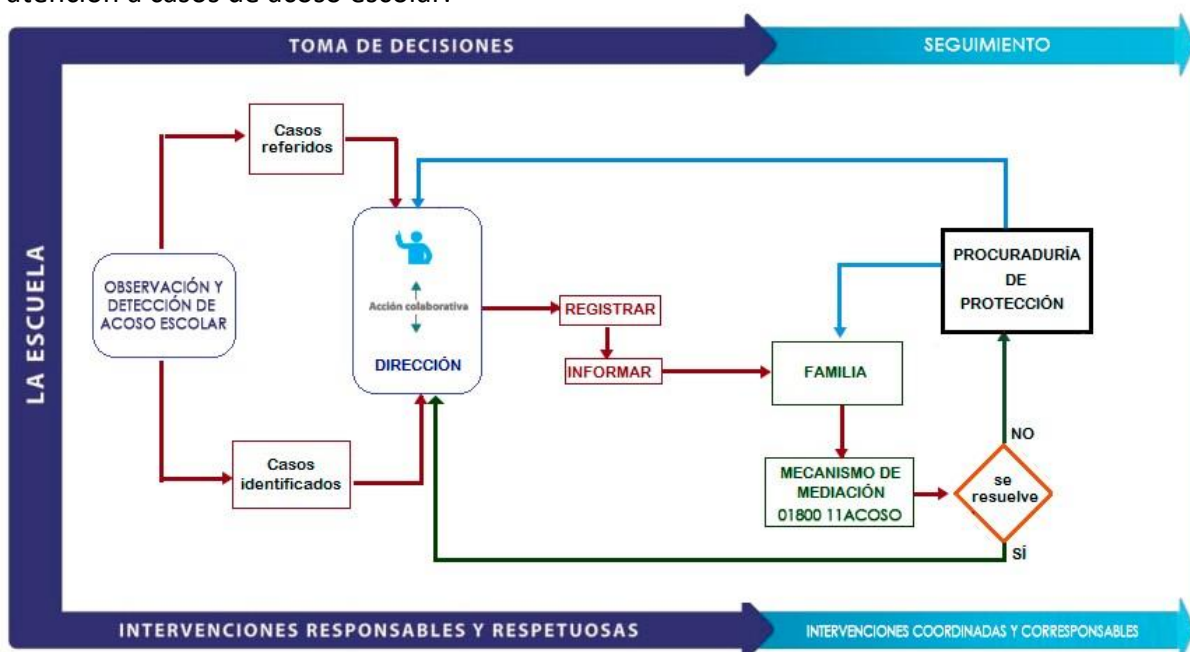 atención a casos de acoso escolar.
TOMA DE DECISIONES
SEGUIMIENTO
LA ESCUELA
Casos
referidos
OBSERVACIÓN Y
DETECCIÓN DE
ACOSO ESCOLAR
Casos
identificados
Acción colaborativa
DIRECCIÓN
REGISTRAR
INFORMAR
FAMILIA
MECANISMO DE
MEDIACIÓN
01800 11ACOSO
PROCURADURÍA
DE
PROTECCIÓN
NO
se
resuelve
SÍ
INTERVENCIONES RESPONSABLES Y RESPETUOSAS
INTERVENCIONES COORDINADAS Y CORRESPONSABLES